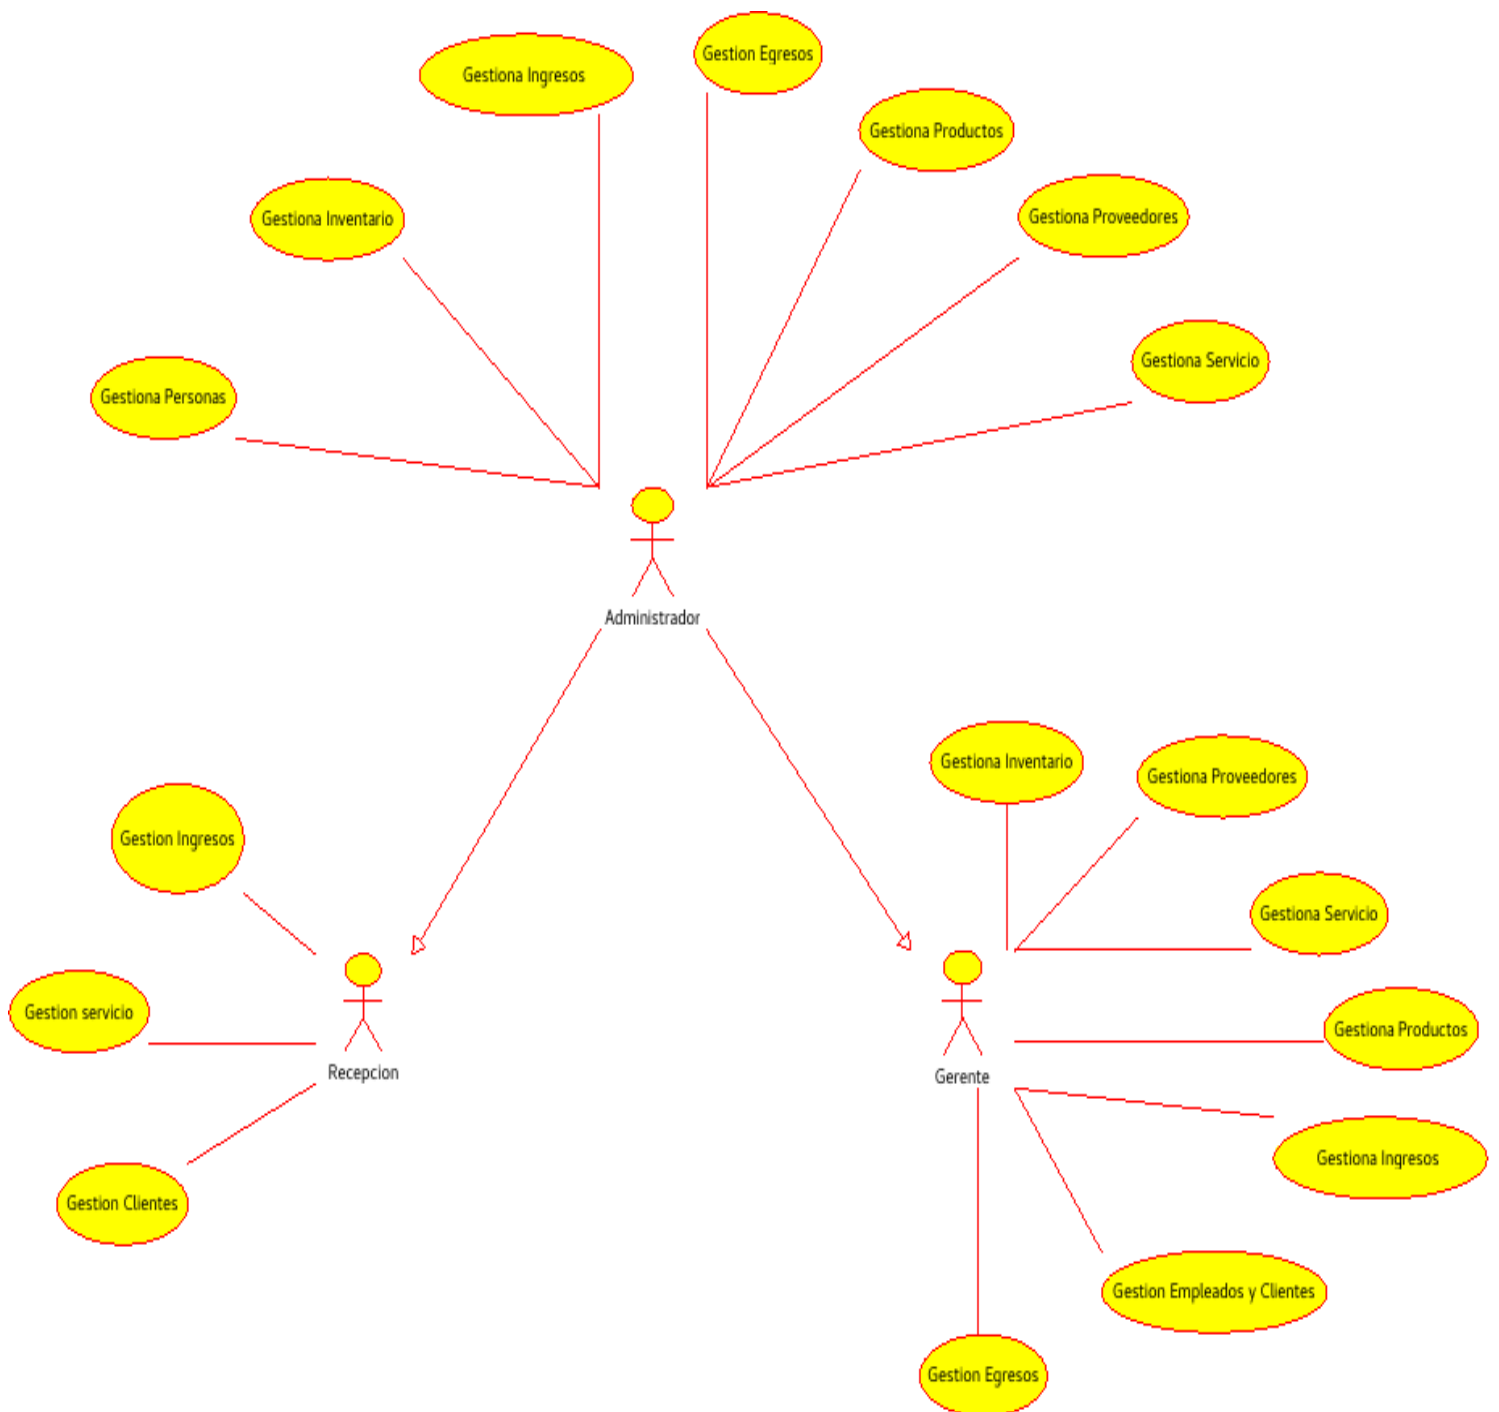 Gestion Egresos
Gestiona Ingresos
Gestiona Productos
Gestiona Proveedores
Gestiona Inventario
Gestiona Servicio
Gestiona Personas
Administrador
Gestiona Inventario
Gestiona Proveedores
Gestion Ingresos
Gestiona Servicio
Gestion servicio
Gestiona Productos
Recepcion
Gerente
Gestiona Ingresos
Gestion Clientes
Gestion Empleados y Clientes
Gestion Egresos